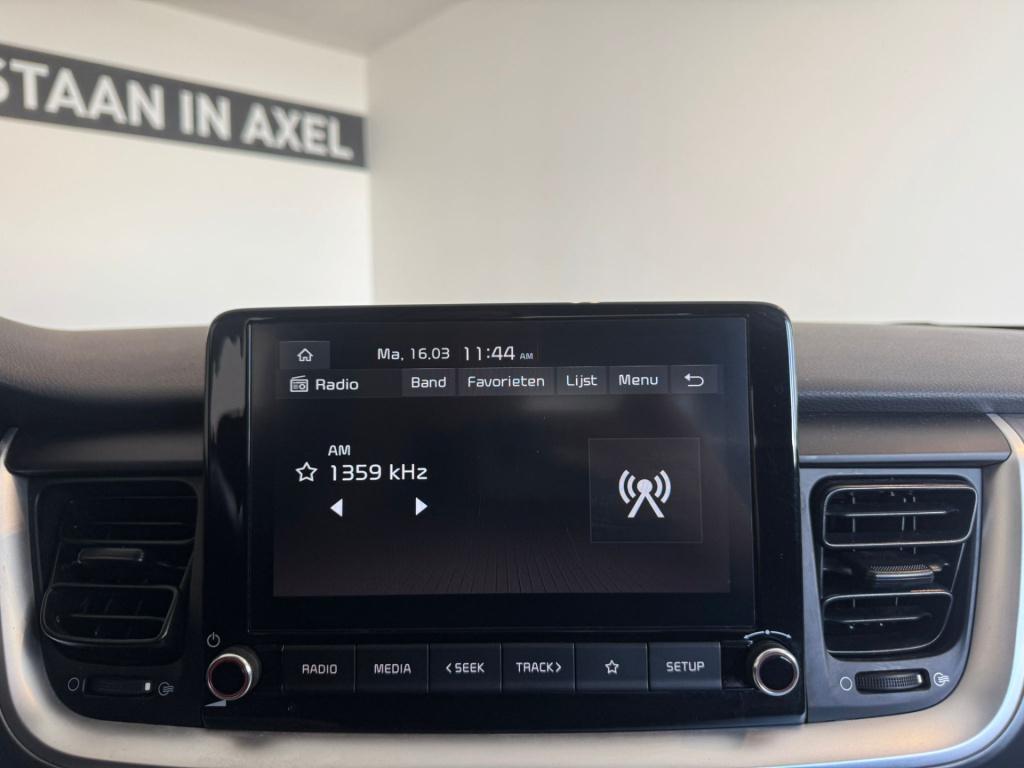 STAAN IN AXEL
Ma, 16.03 11:44 AM
Radio Band Favorieten Lijst Menu
AM
1359 kHz
RADIO MEDIA <SEEK TRACK> SETUP